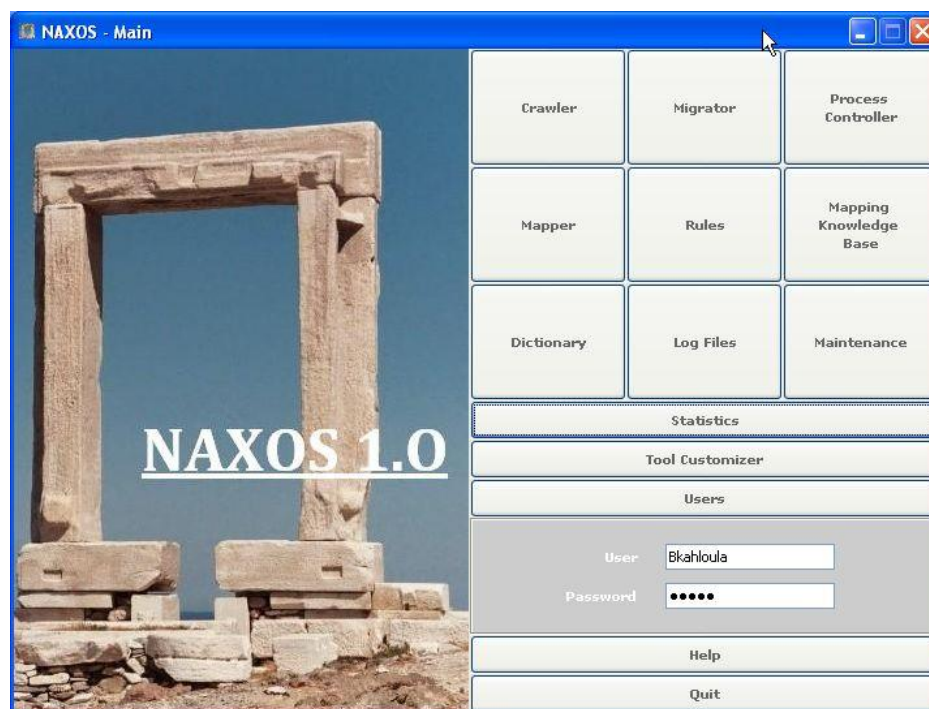 NAXOS - Main
Crawler
Migrator
Process
Controller
Mapper
Rules
Mapping
Knowledge
Base
Dictionary
Log Files
Maintenance
Statistics
NAXOS 1.0
Tool Customizer
Users
User
Bkahloula
Password
•••••
Help
Quit